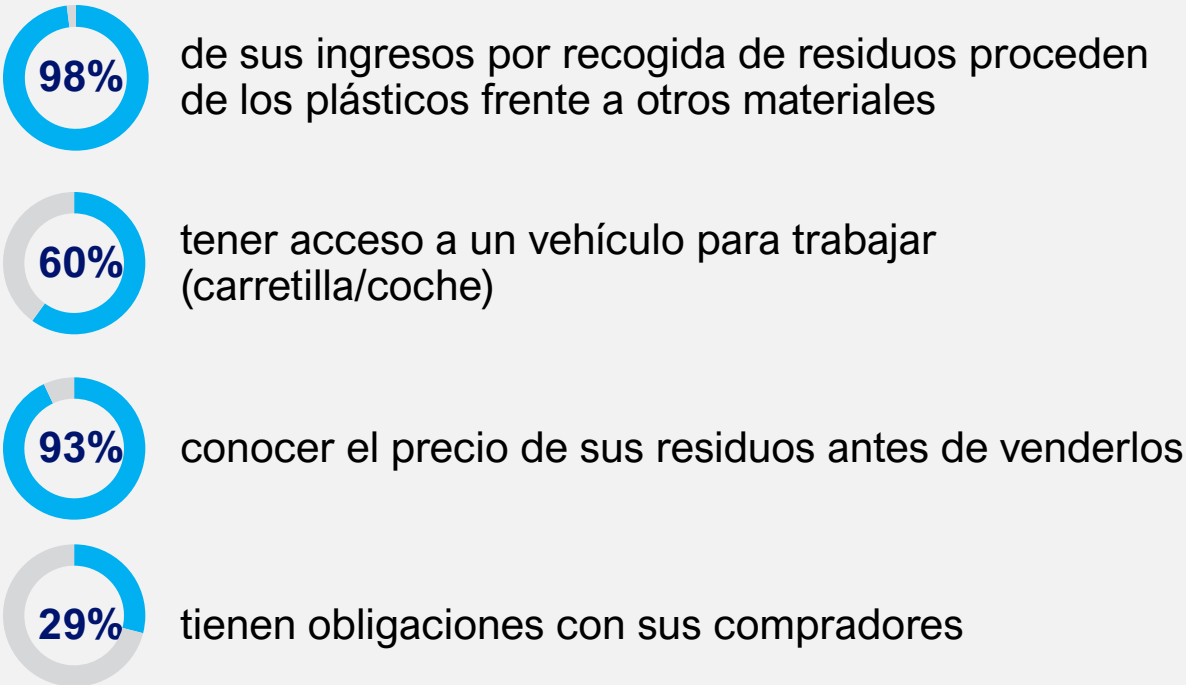 98%
de sus ingresos por recogida de residuos proceden
de los plásticos frente a otros materiales
60%
tener acceso a un vehículo para trabajar
(carretilla/coche)
93%
conocer el precio de sus residuos antes de venderlos
29%
tienen obligaciones con sus compradores